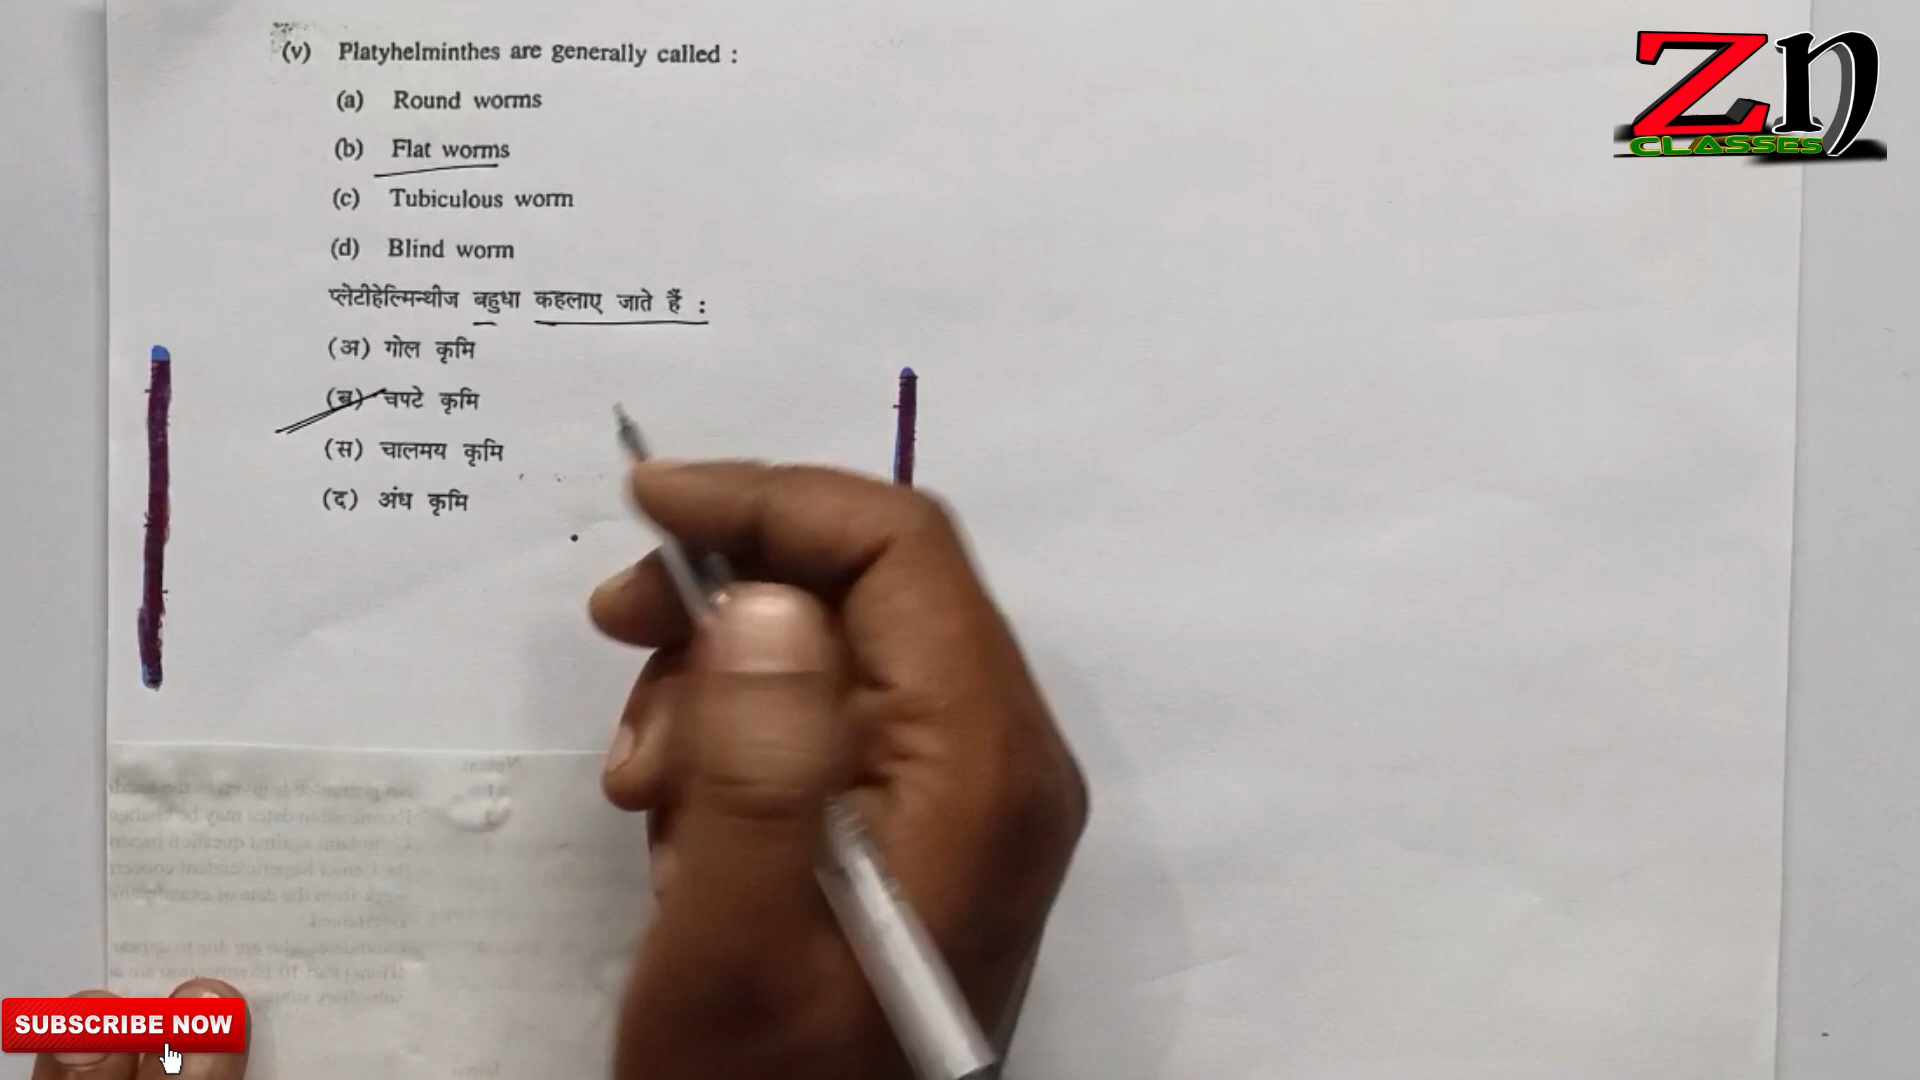 (v) Platyhelminthes are generally called :
(a) Round worms
(b) Flat worms
(c) Tubiculous worm
(d) Blind worm
प्लेटीहेल्मिन्थीज बहुधा कहलाए जाते हैं :
(अ) गोल कृमि
(ब) चपटे कृमि
(स) चालमय कृमि
(द) अंध कृमि
Zn
CLASSES
SUBSCRIBE NOW